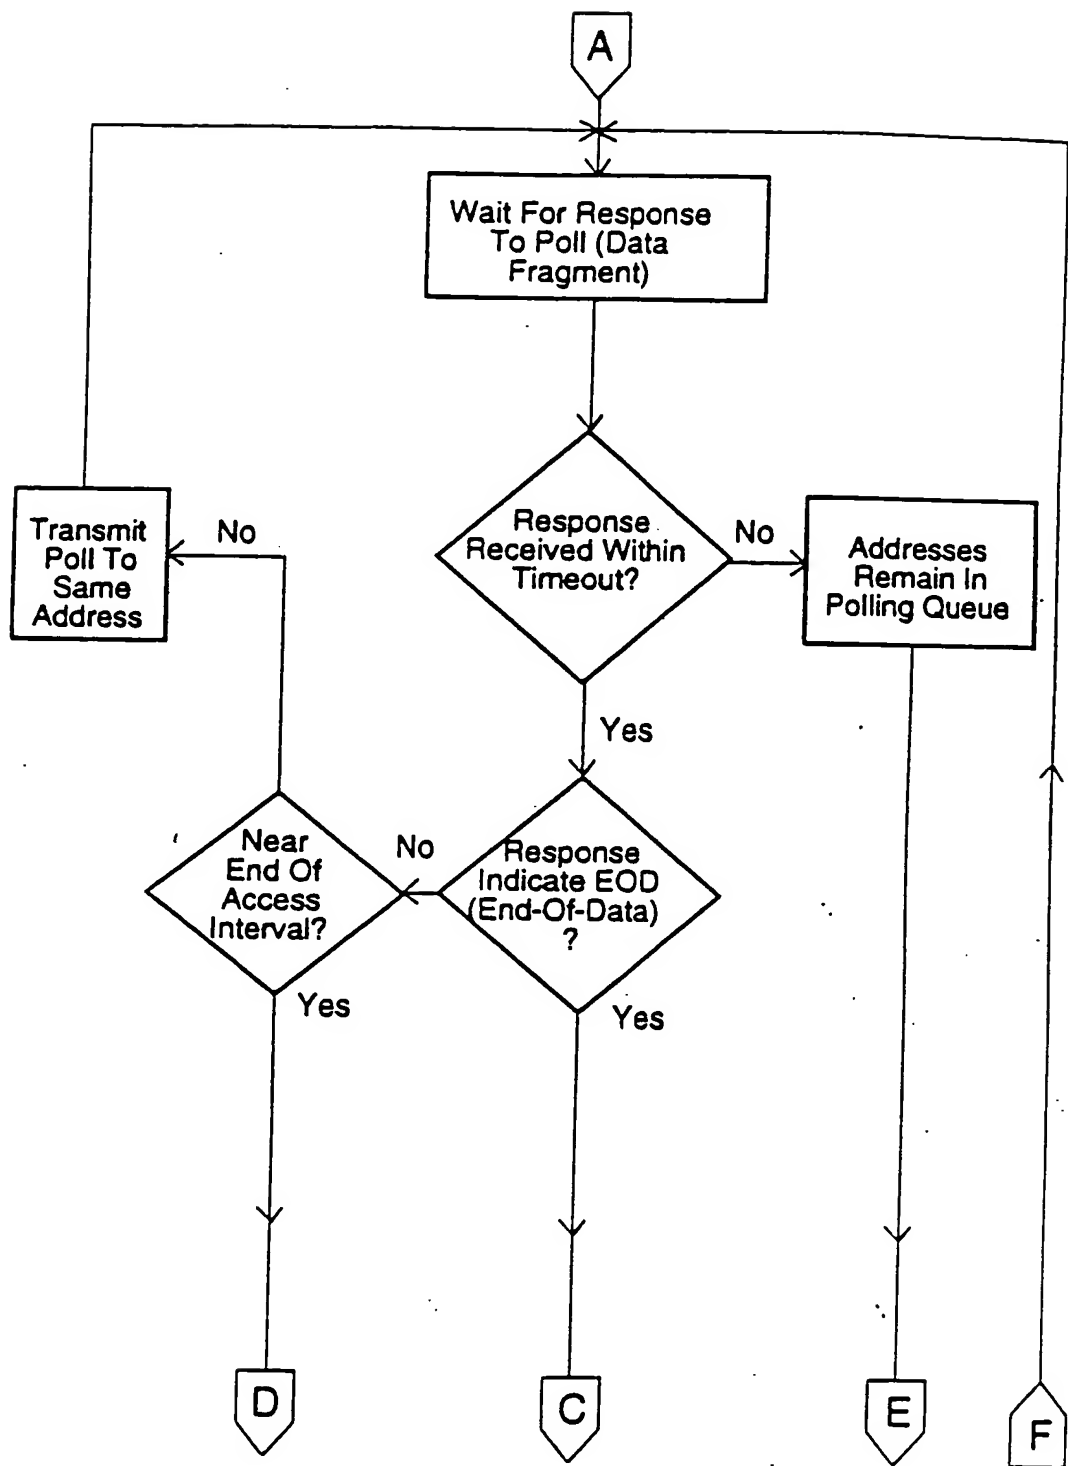 A
Wait For Response
To Poll (Data
Fragment)
Response
Received Within
Timeout?
No
Addresses
Remain In
Polling Queue
No
Transmit
Poll To
Same
Address
Yes
Near
End Of
Access
Interval?
No
Response
Indicate EOD
(End-Of-Data)
?
Yes
Yes
D
C
E
F